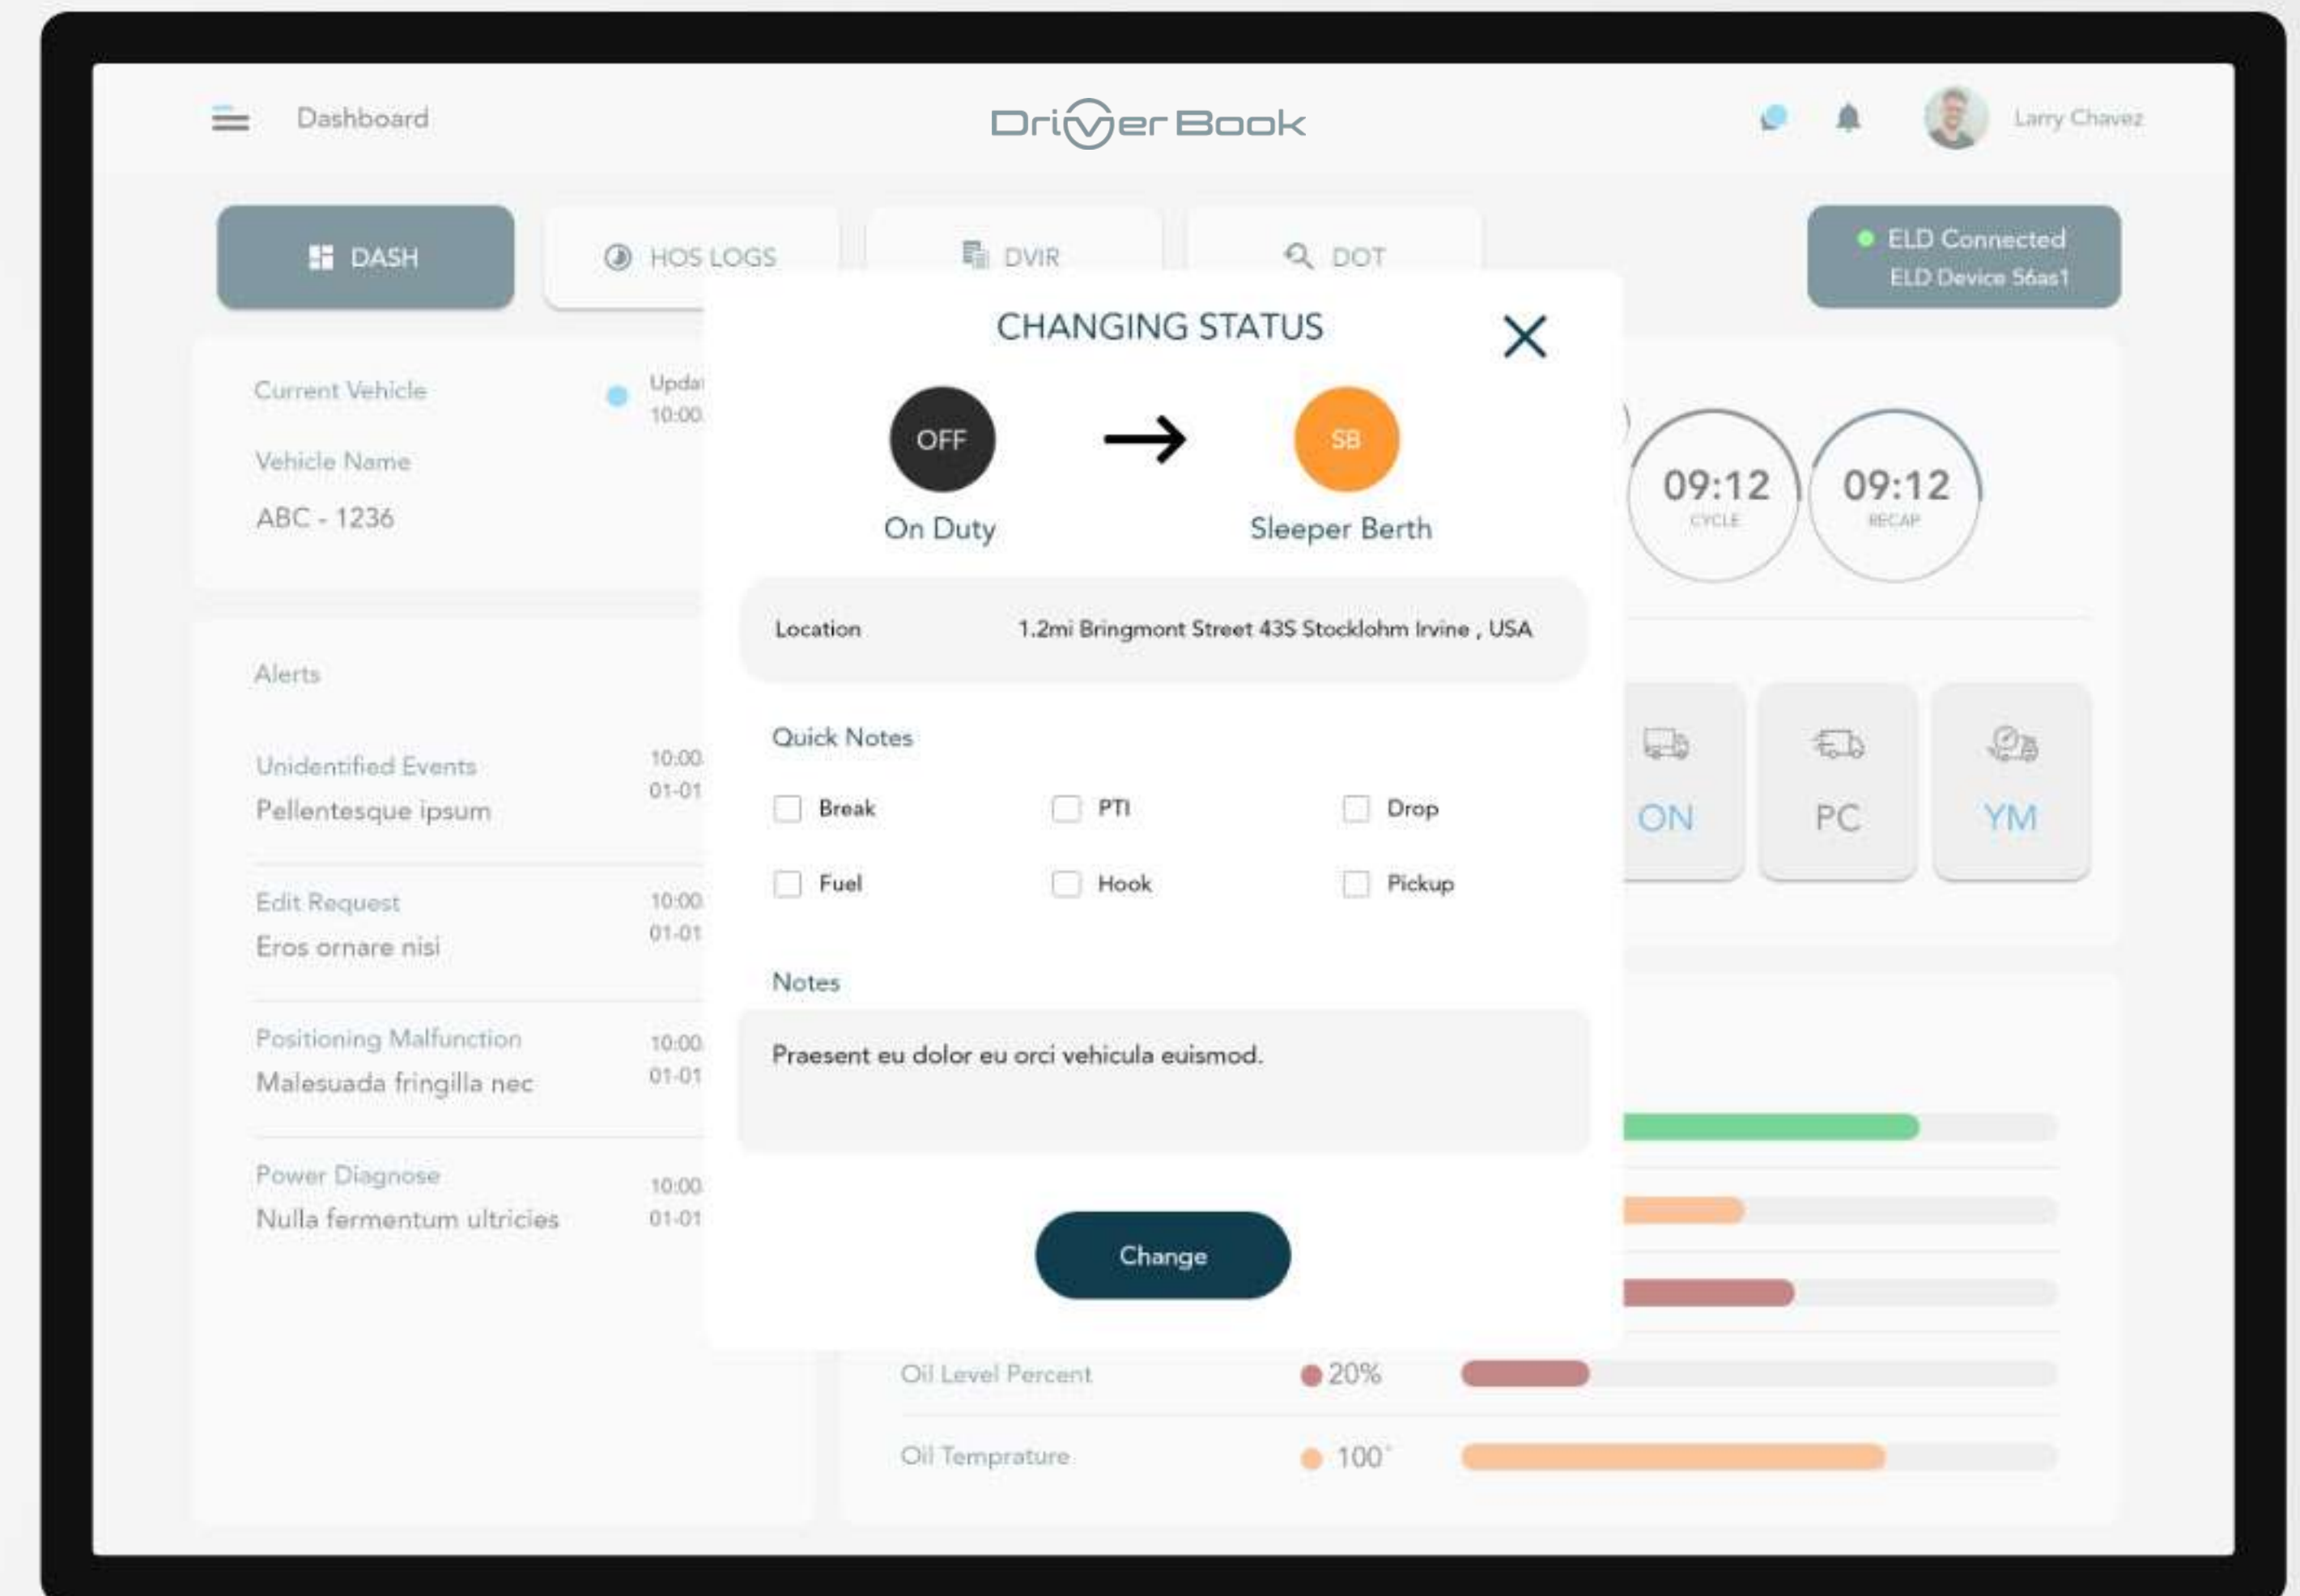 Dashboard
DriverBook
Larry Chavez
DASH
HOS LOGS
DVIR
DOT
ELD Connected
ELD Device 56as1
CHANGING STATUS
OFF
SB
On Duty
Sleeper Berth
Location
1.2mi Bringmont Street 43S Stocklohm Irvine , USA
Quick Notes
Break
PTI
Drop
Fuel
Hook
Pickup
Notes
Praesent eu dolor eu orci vehicula euismod.
Change
Current Vehicle
10:00
Vehicle Name
ABC - 1236
Alerts
Unidentified Events
10:00
Pellentesque ipsum
01-01
Edit Request
10:00
Eros ornare nisi
01-01
Positioning Malfunction
10:00
Malesuada fringilla nec
01-01
Power Diagnose
10:00
Nulla fermentum ultricies
01-01
09:12
CYCLE
09:12
RECAP
ON
PC
YM
Oil Level Percent
20%
Oil Temprature
100°